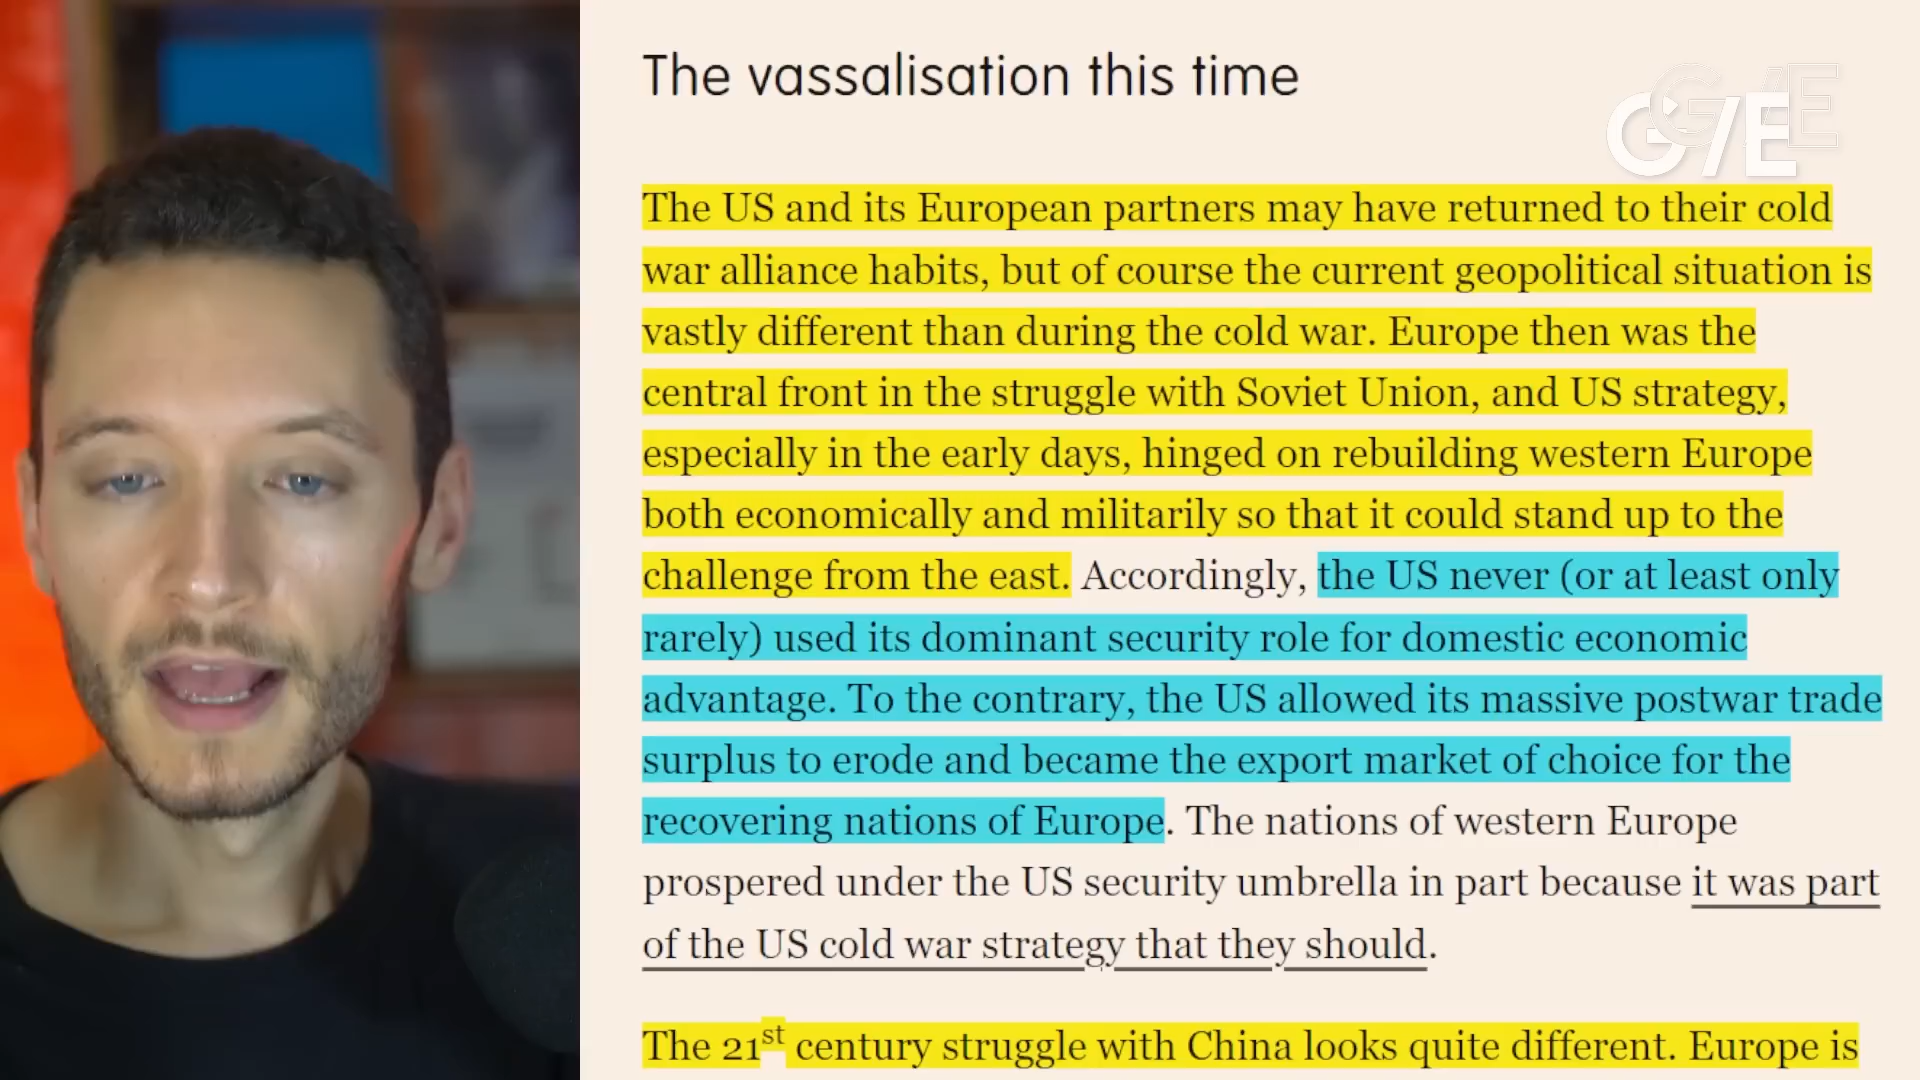 The vassalisation this time
G/E
The US and its European partners may have returned to their cold
war alliance habits, but of course the current geopolitical situation is
vastly different than during the cold war. Europe then was the
central front in the struggle with Soviet Union, and US strategy,
especially in the early days, hinged on rebuilding western Europe
both economically and militarily so that it could stand up to the
challenge from the east. Accordingly, the US never (or at least only
rarely) used its dominant security role for domestic economic
advantage. To the contrary, the US allowed its massive postwar trade
surplus to erode and became the export market of choice for the
recovering nations of Europe. The nations of western Europe
prospered under the US security umbrella in part because it was part
of the US cold war strategy that they should.
The 21st century struggle with China looks quite different. Europe is